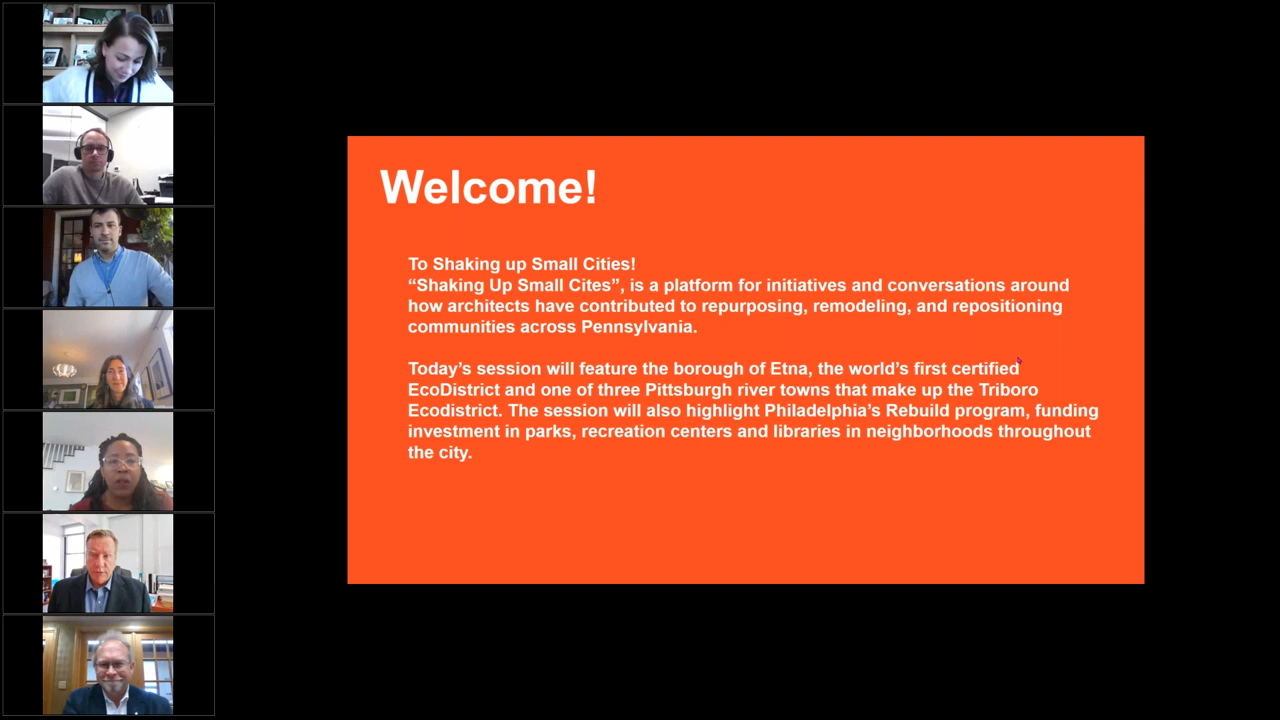 Welcome!
To Shaking up Small Cities!
“Shaking Up Small Cites”, is a platform for initiatives and conversations around
how architects have contributed to repurposing, remodeling, and repositioning
communities across Pennsylvania.
Today’s session will feature the borough of Etna, the world’s first certified
EcoDistrict and one of three Pittsburgh river towns that make up the Triboro
Ecodistrict. The session will also highlight Philadelphia’s Rebuild program, funding
investment in parks, recreation centers and libraries in neighborhoods throughout
the city.